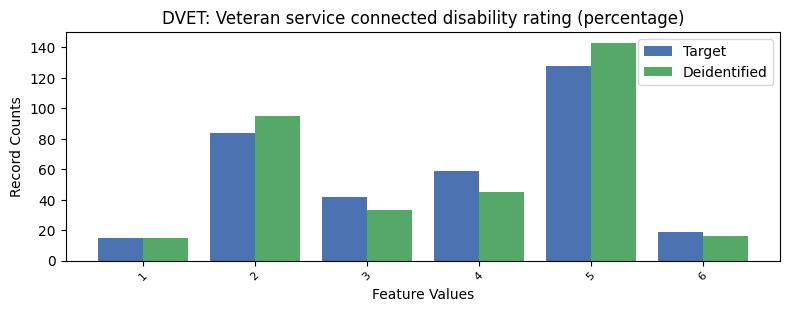 DVET: Veteran service connected disability rating (percentage)
Target
Deidentified
Record Counts
140
120
100
80
60
40
20
0
1 2 3 4 5 6
Feature Values